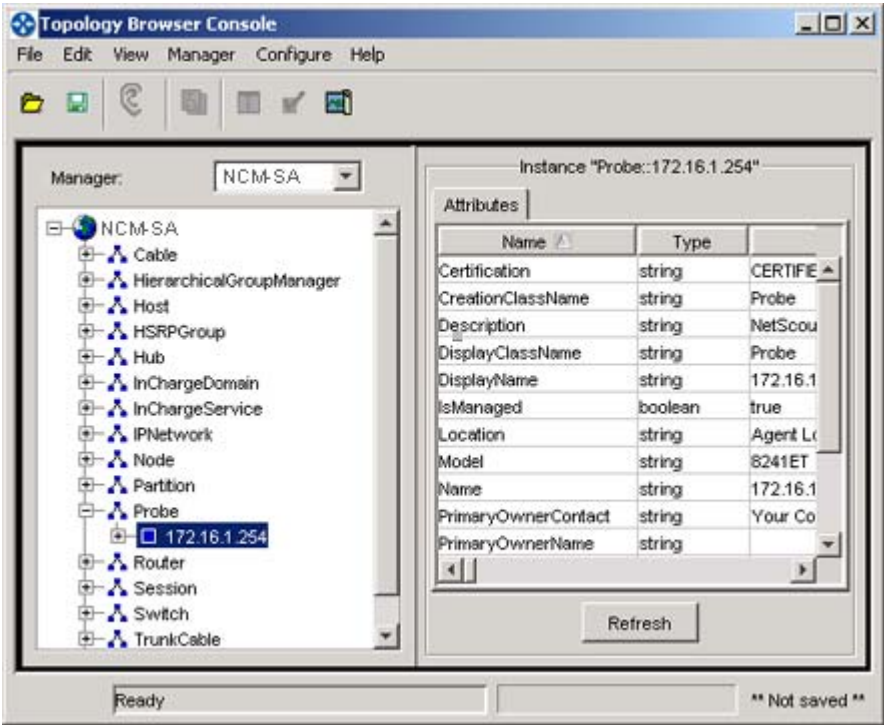 Topology Browser Console
File Edit View Manager Configure Help
Manager: NCM-SA
NCM-SA
Cable
HierarchicalGroupManager
Host
HSRPGroup
Hub
InChargeDomain
InChargeService
IPNetwork
Node
Partition
Probe
172.16.1.254
Router
Session
Switch
TrunkCable
Instance "Probe::172.16.1.254"
Attributes
Name Type
Certification string CERTIFIE
CreationClassName string Probe
Description string NetScou
DisplayClassName string Probe
DisplayName string 172.16.1
IsManaged boolean true
Location string Agent Lo
Model string 8241ET
Name string 172.16.1
PrimaryOwnerContact string Your Co
PrimaryOwnerName string
Refresh
Ready ** Not saved **